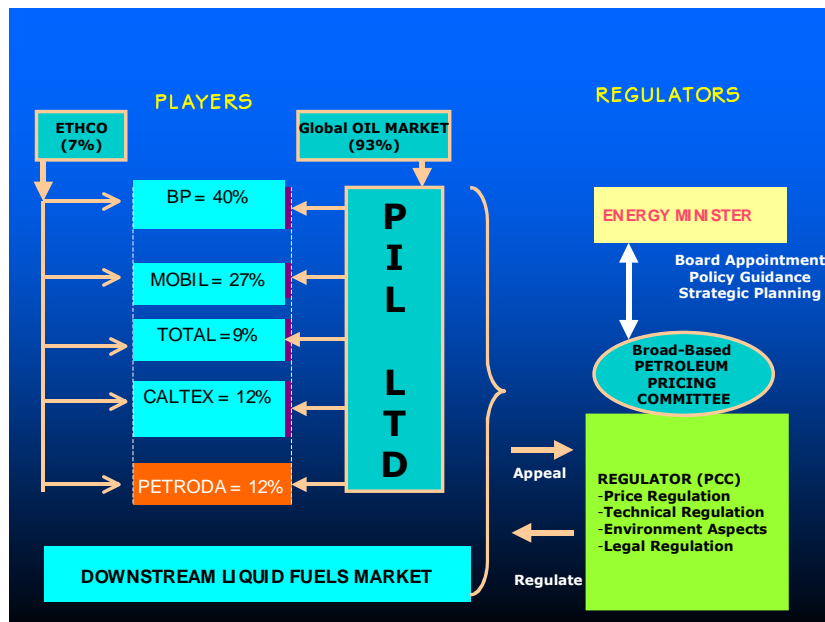 PLAYERS
REGULATORS
ETHCO
(7%)
Global OIL MARKET
(93%)
BP = 40%
MOBIL = 27%
TOTAL =9%
CALTEX = 12%
PETRODA = 12%
P
I
L
L
T
D
DOWNSTREAM LIQUID FUELS MARKET
ENERGY MINISTER
Board Appointment
Policy Guidance
Strategic Planning
Broad-Based
PETROLEUM
PRICING
COMMITTEE
Appeal
Regulate
REGULATOR (PCC)
-Price Regulation
-Technical Regulation
-Environment Aspects
-Legal Regulation